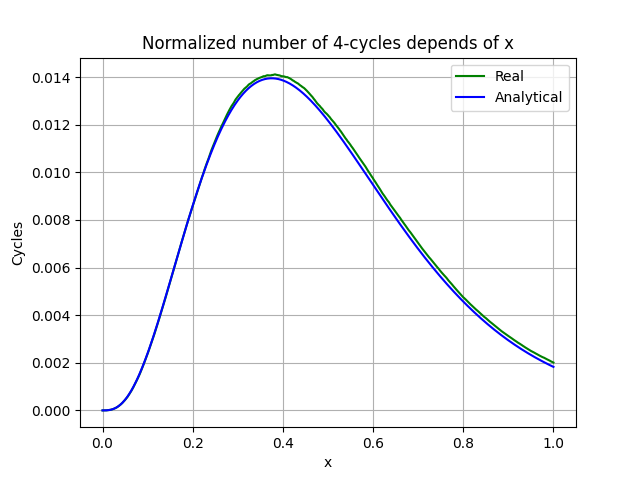 Normalized number of 4-cycles depends of x
Real
Analytical
Cycles
0.014
0.012
0.010
0.008
0.006
0.004
0.002
0.000
0.0 0.2 0.4 0.6 0.8 1.0
x